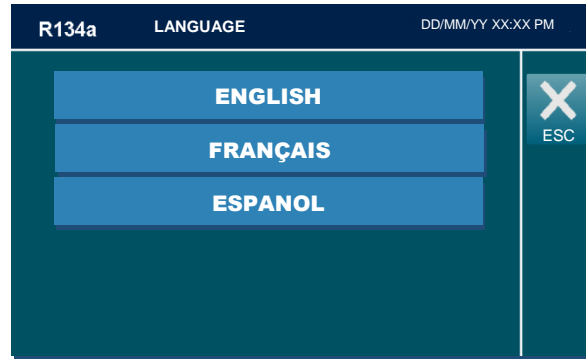 R134a LANGUAGE DD/MM/YY XX:XX PM
ENGLISH
ESC
FRANÇAIS
ESPANOL